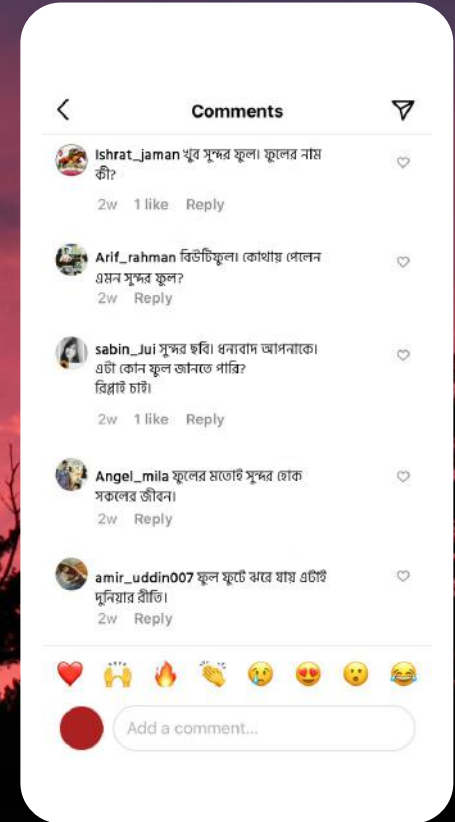 Comments
Ishrat_jaman খুব সুন্দর ফুল। ফুলের নাম
কী?
2w 1 like Reply
Arif_rahman বিউটিফুল। কোথায় পেলেন
এমন সুন্দর ফুল?
2w Reply
sabin_Jui সুন্দর ছবি। ধন্যবাদ আপনাকে।
এটা কোন ফুল জানতে পারি?
রিপ্লাই চাই।
2w 1 like Reply
Angel_mila ফুলের মতোই সুন্দর হোক
সকলের জীবন।
2w Reply
amir_uddin007 ফুল ফুটে ঝরে যায় এটাই
দুনিয়ার রীতি।
2w Reply
Add a comment...